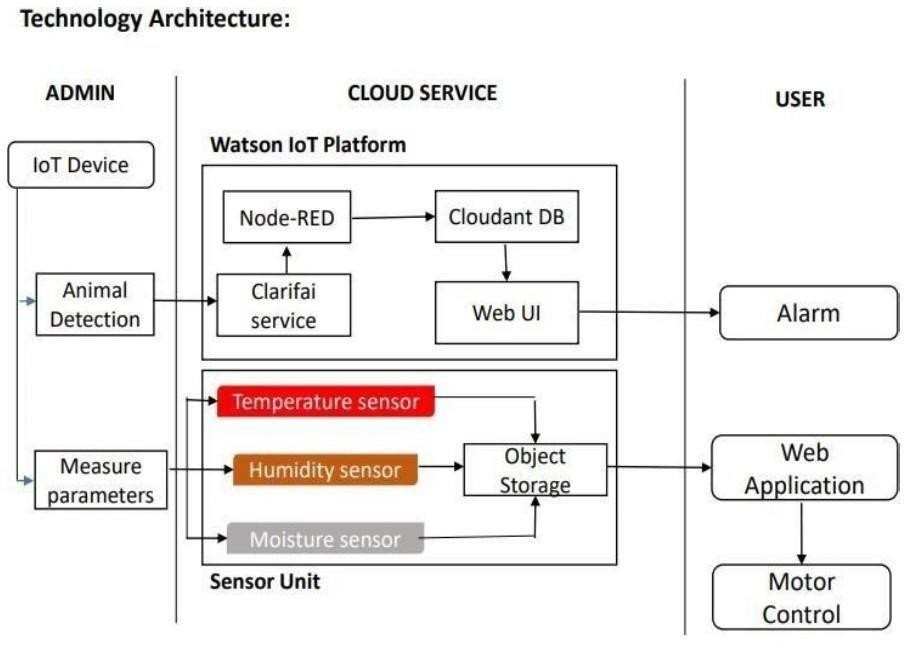 Technology Architecture:
ADMIN
CLOUD SERVICE
USER
Watson IoT Platform
IoT Device
Node-RED
Cloudant DB
Animal
Detection
Clarifai
service
Web UI
Alarm
Temperature sensor
Measure
parameters
Humidity sensor
Object
Storage
Web
Application
Moisture sensor
Sensor Unit
Motor
Control